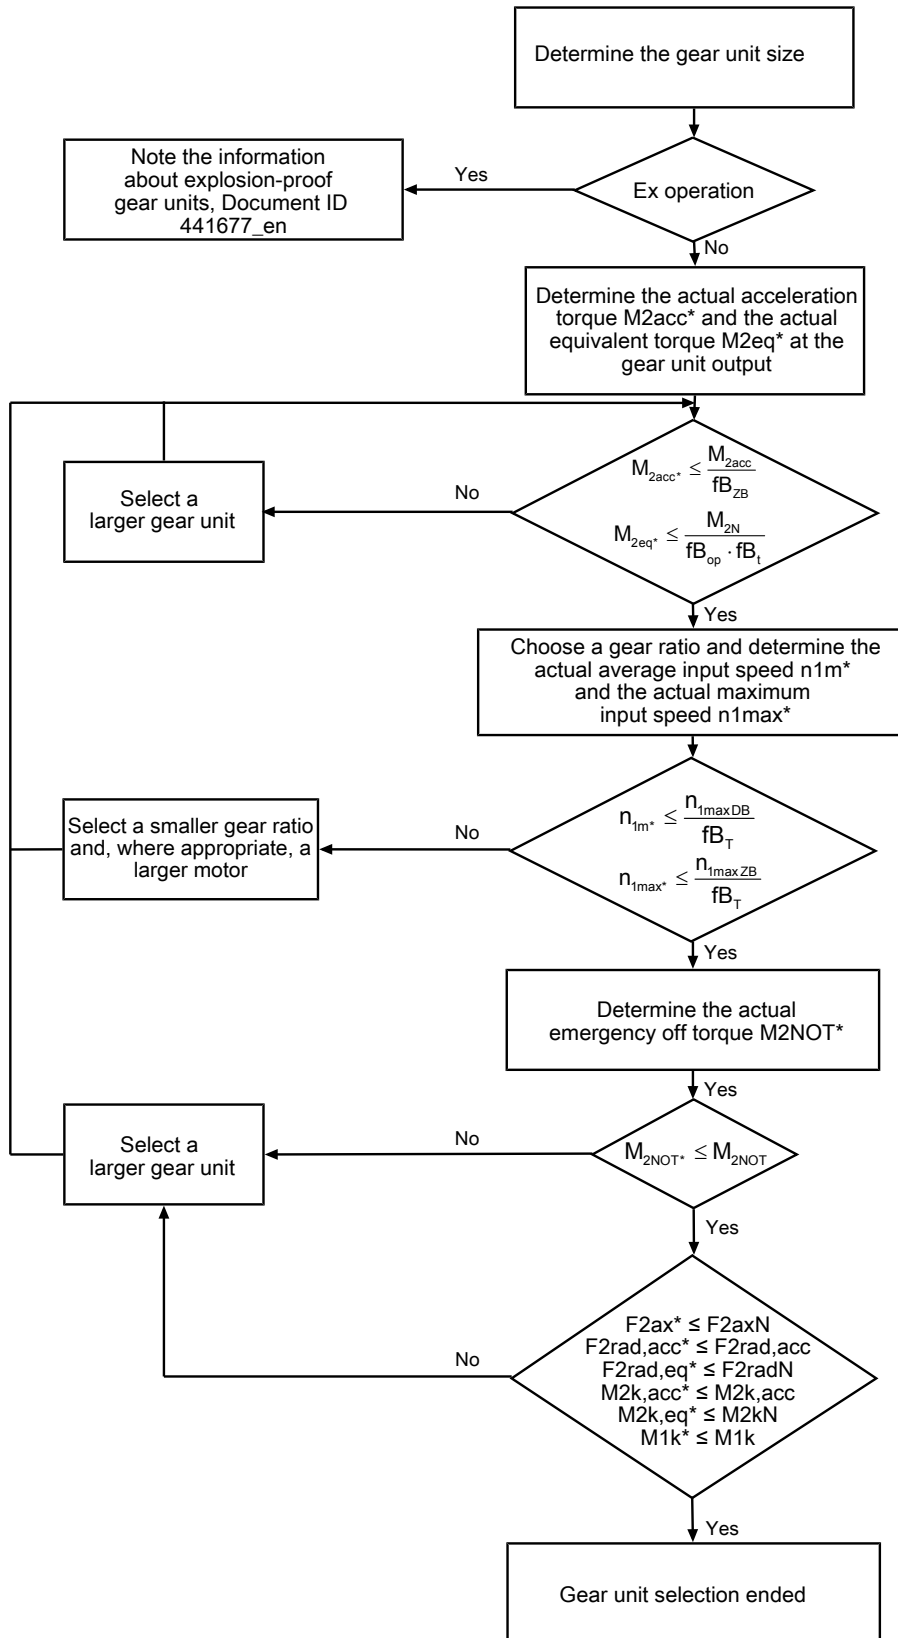 Determine the gear unit size
Note the information
about explosion-proof
gear units, Document ID
441677_en
Yes
Ex operation
No
Determine the actual acceleration
torque M2acc* and the actual
equivalent torque M2eq* at the
gear unit output
Select a
larger gear unit
No
M2acc* ≤ M2acc / fBZB
M2eq* ≤ M2N / fBop · fBt
Yes
Choose a gear ratio and determine the
actual average input speed n1m*
and the actual maximum
input speed n1max*
Select a smaller gear ratio
and, where appropriate, a
larger motor
No
n1m* ≤ n1maxDB / fBT
n1max* ≤ n1maxZB / fBT
Yes
Determine the actual
emergency off torque M2NOT*
Yes
Select a
larger gear unit
No
M2NOT* ≤ M2NOT
Yes
No
F2ax* ≤ F2axN
F2rad,acc* ≤ F2rad,acc
F2rad,eq* ≤ F2radN
M2k,acc* ≤ M2k,acc
M2k,eq* ≤ M2kN
M1k* ≤ M1k
Yes
Gear unit selection ended